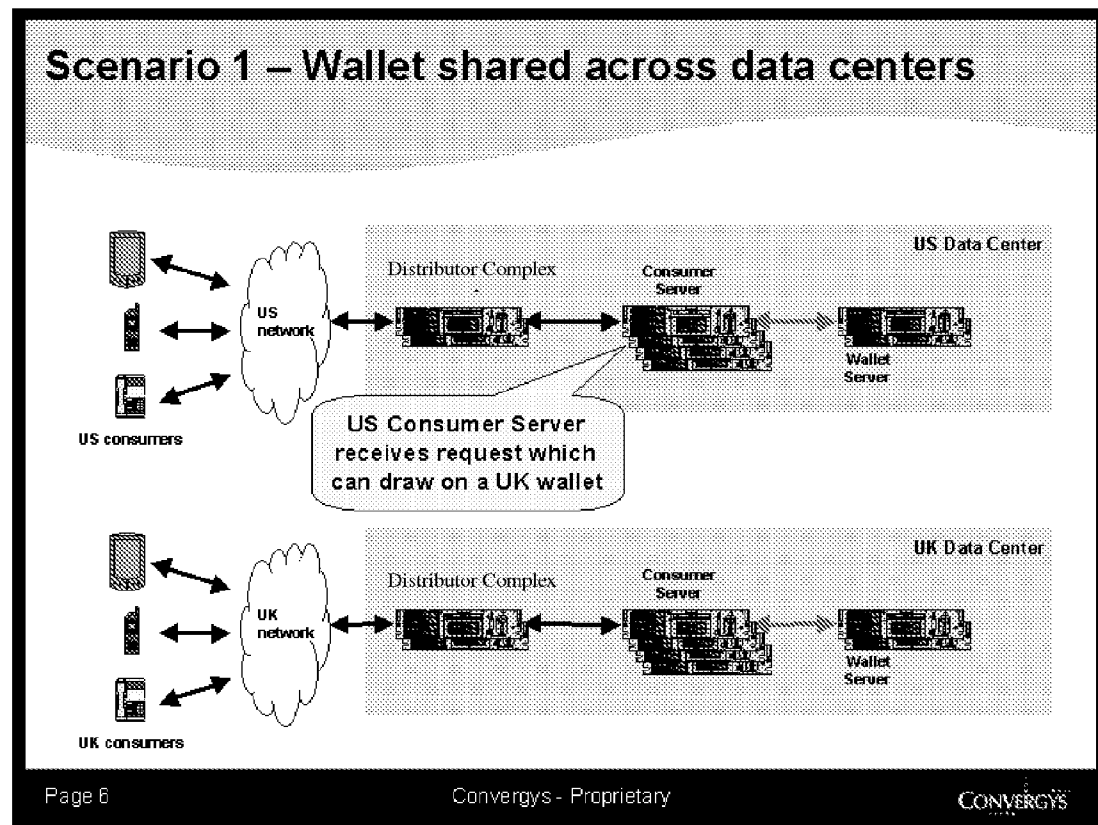 Scenario 1 – Wallet shared across data centers
US Data Center
Distributor Complex
Consumer
Server
US
network
Wallet
Server
US consumers
US Consumer Server
receives request which
can draw on a UK wallet
UK Data Center
Distributor Complex
Consumer
Server
UK
network
Wallet
Server
UK consumers
Page 6
Convergys - Proprietary
CONVERGYS